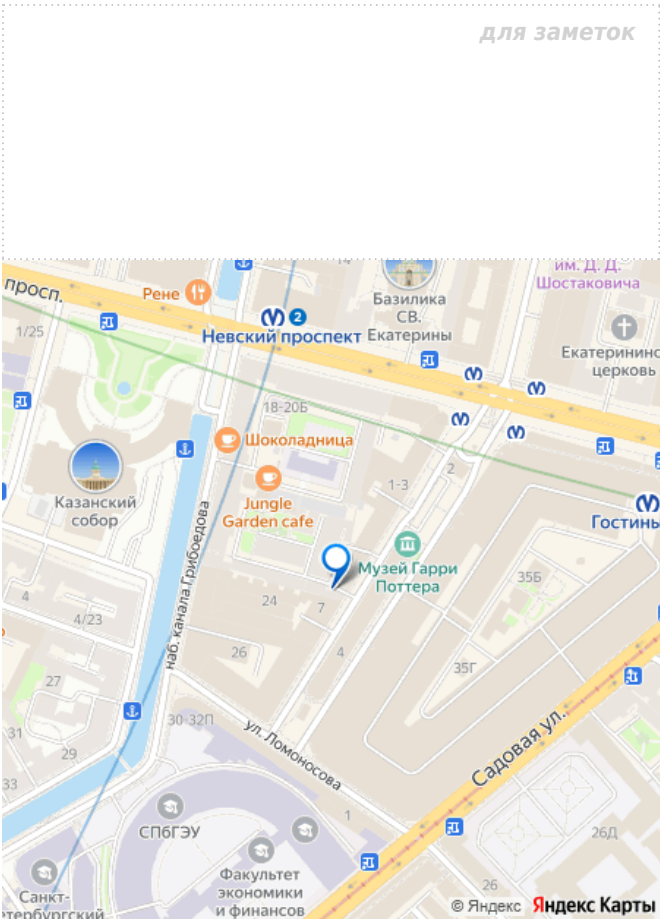 для заметок
14
им. Д. Д.
Шостаковича
просп.
Рене
Базилика
СВ.
Екатерины
2
Невский проспект
1/25
церковь
18-20Б
Шоколадница
2
1-3
Казанский
собор
Jungle
Garden cafe
Музей Гарри
Поттера
наб. канала Грибоедова
35Б
4
4/23
24
7
26
4
35Г
27
30-32П
ул. Ломоносова
Садовая ул.
31
29
33
СПбГЭУ
1
26Д
Факультет
экономики
и финансов
Санкт-
26
© Яндекс
Яндекс Карты